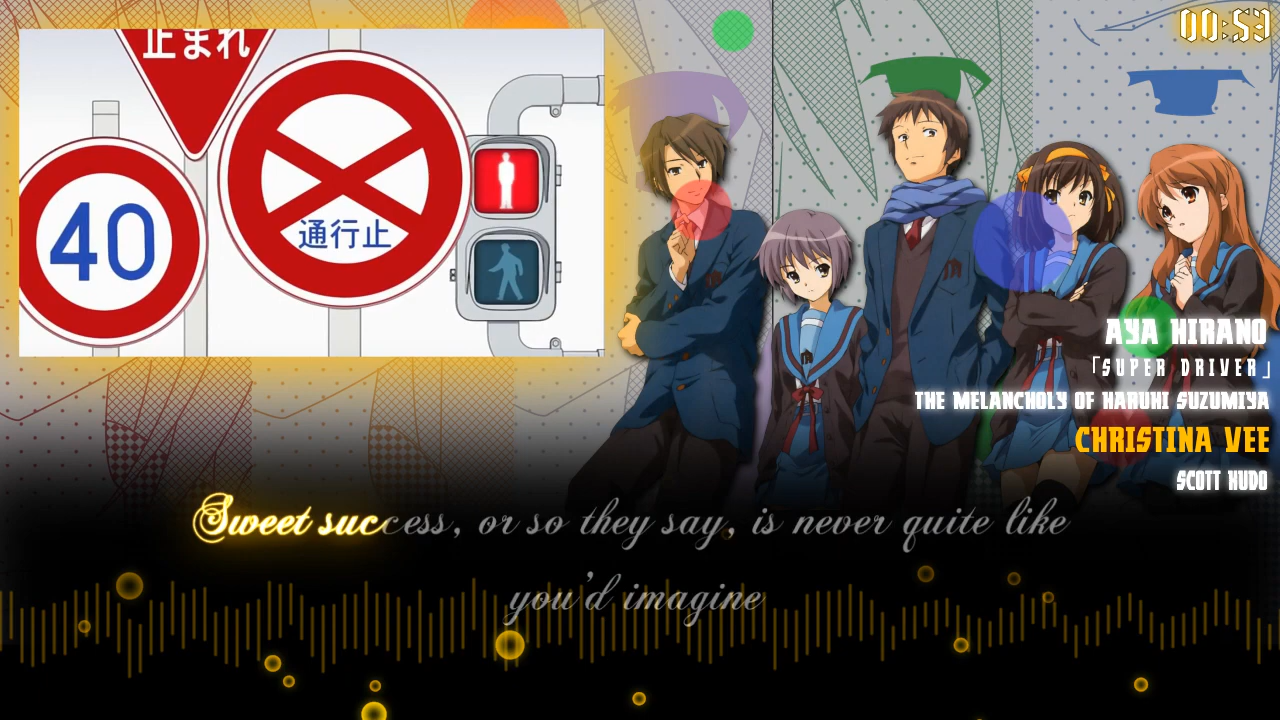 00:53
止まれ
40
通行止
AYA HIRANO
「SUPER DRIVER」
THE MELANCHOLY OF HARUHI SUZUMIYA
CHRISTINA VEE
SCOTT HUDO
Sweet success, or so they say, is never quite like
you'd imagine